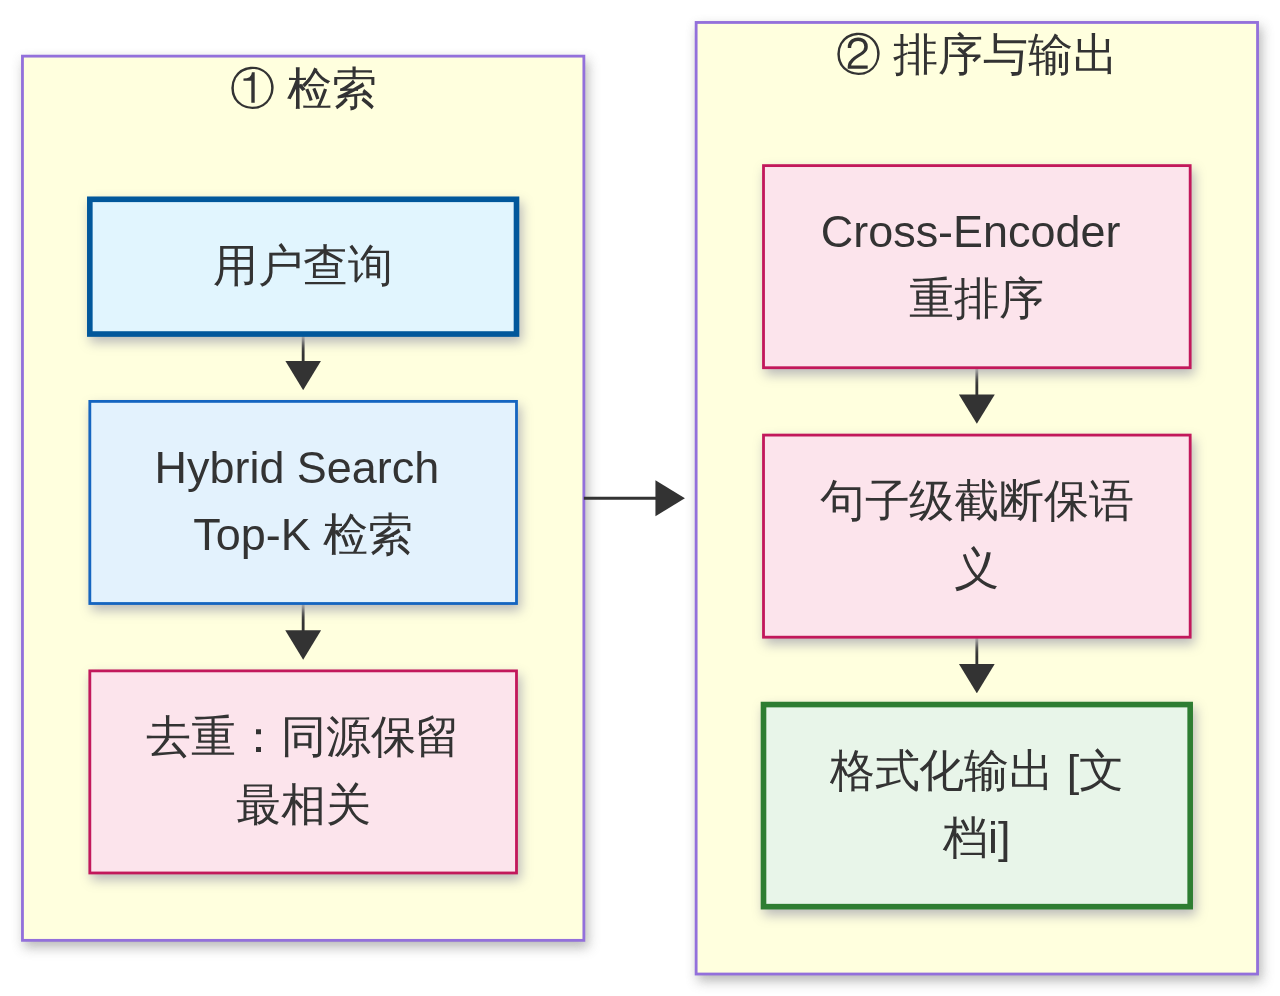 ① 检索
用户查询
Hybrid Search
Top-K 检索
去重：同源保留
最相关
② 排序与输出
Cross-Encoder
重排序
句子级截断保语
义
格式化输出 [文
档i]